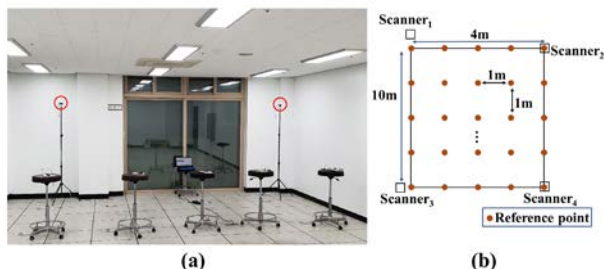 Scanner₁
4m
Scanner₂
1m
1m
10m
⋮
Scanner₃
Scanner₄
Reference point
(a)
(b)